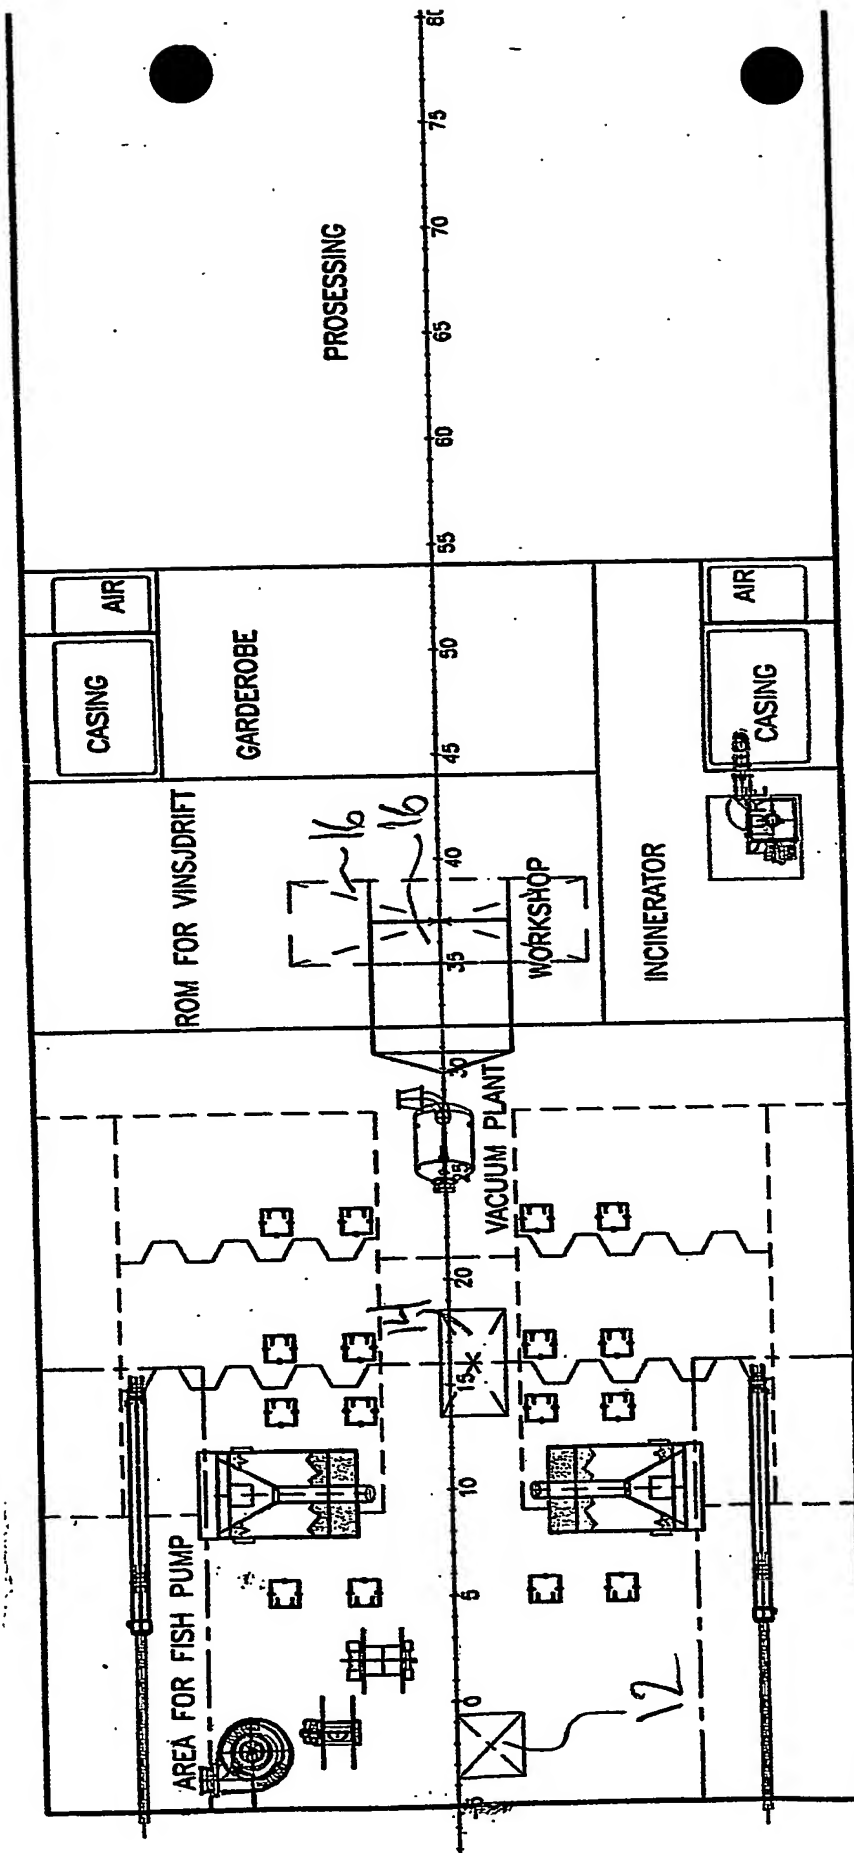 PROSESSING
AIR
CASING
GARDEROBE
ROM FOR VINSJDRIFT
16
16
WORKSHOP
INCINERATOR
AIR
CASING
VACUUM PLANT
14
AREA FOR FISH PUMP
12
-5 0 5 10 15 20 25 30 35 40 45 50 55 60 65 70 75 80